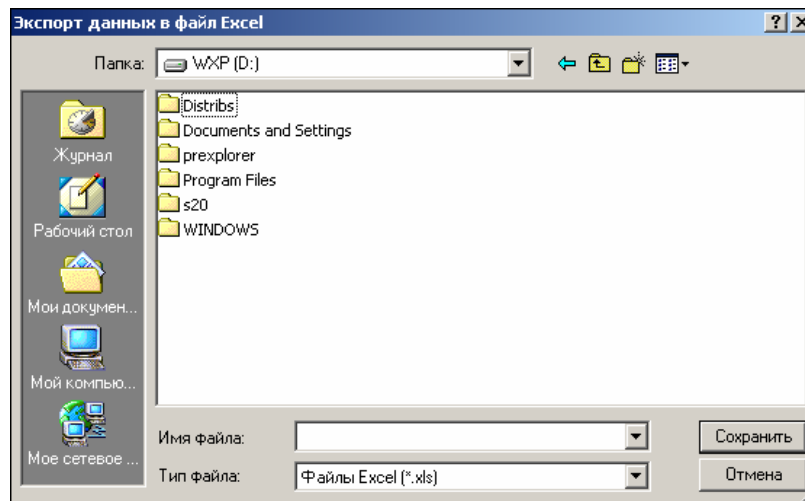 Экспорт данных в файл Excel
Папка: WXP (D:)
Журнал
Рабочий стол
Мои докумен...
Мой компью...
Мое сетевое ...
Distribs
Documents and Settings
prexplorer
Program Files
s20
WINDOWS
Имя файла:
Сохранить
Тип файла: Файлы Excel (*.xls)
Отмена